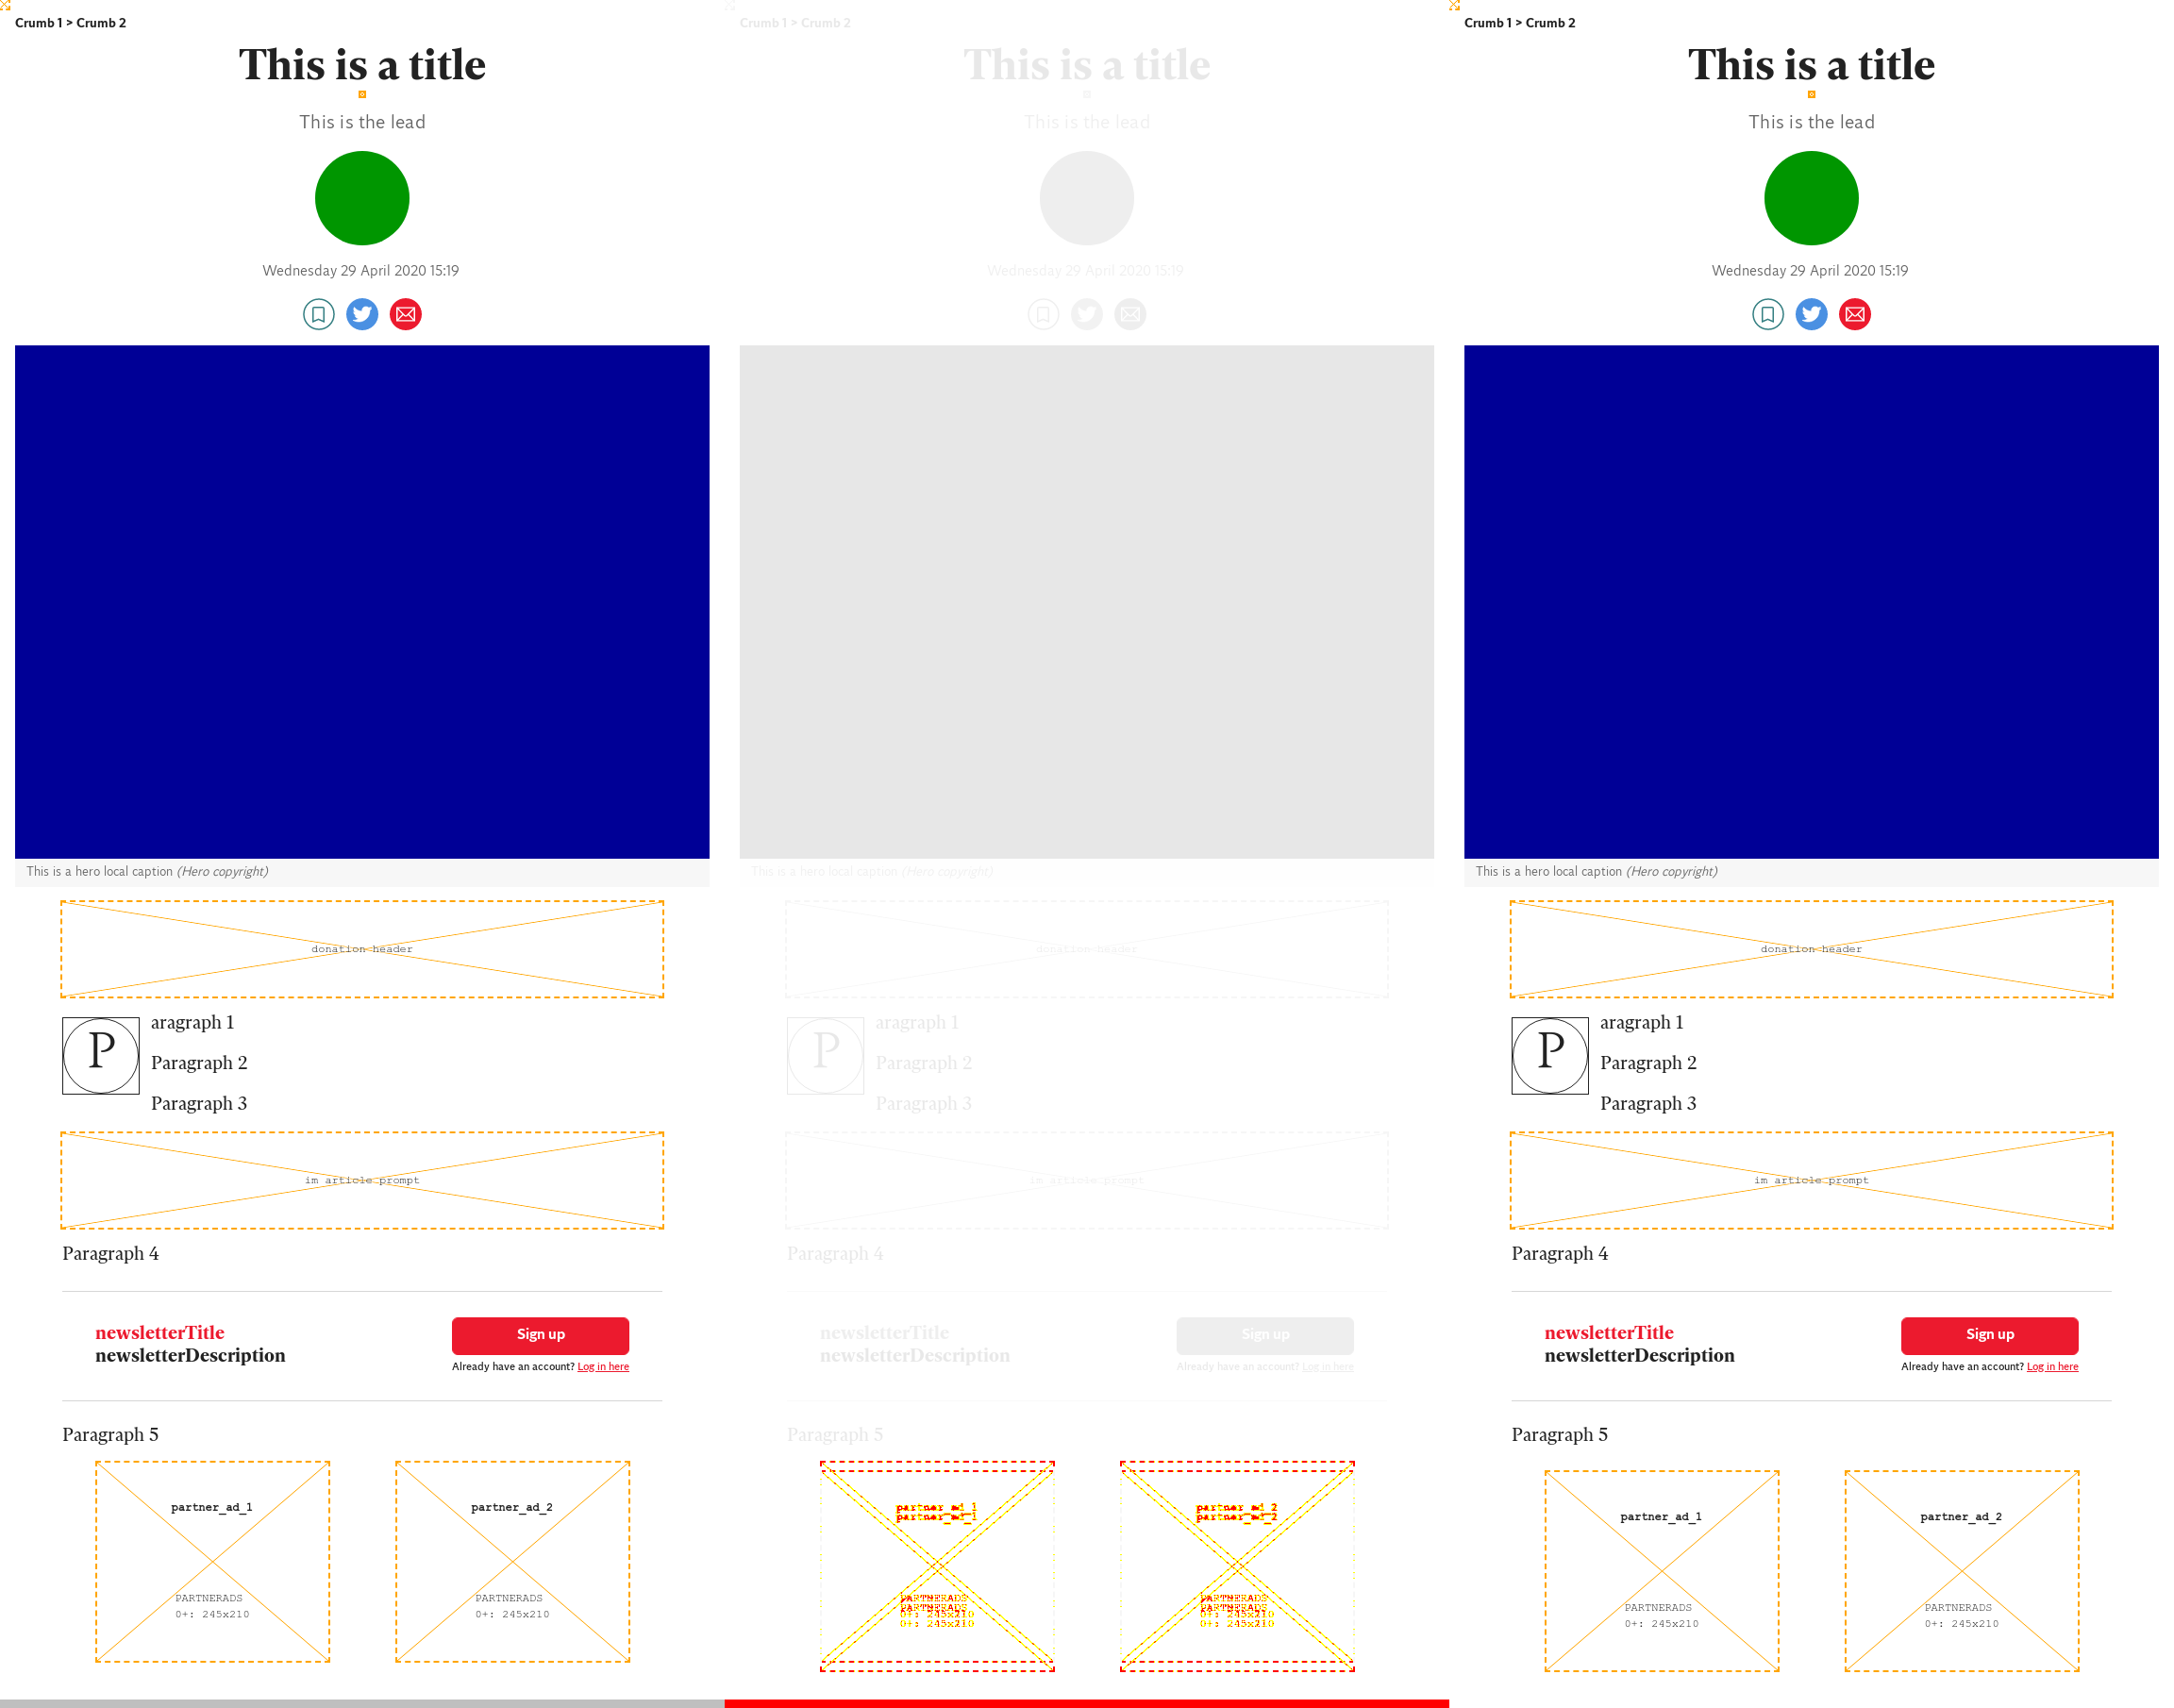 Crumb 1 > Crumb 2
This is a title
This is the lead
Wednesday 29 April 2020 15:19
This is a hero local caption (Hero copyright)
donation header
P
aragraph 1
Paragraph 2
Paragraph 3
im article prompt
Paragraph 4
newsletterTitle
newsletterDescription
Sign up
Already have an account? Log in here
Paragraph 5
partner_ad_1
PARTNERADS
0+: 245x210
partner_ad_2
PARTNERADS
0+: 245x210
Crumb 1 > Crumb 2
This is a title
This is the lead
Wednesday 29 April 2020 15:19
This is a hero local caption (Hero copyright)
donation header
P
aragraph 1
Paragraph 2
Paragraph 3
im article prompt
Paragraph 4
newsletterTitle
newsletterDescription
Sign up
Already have an account? Log in here
Paragraph 5
partner_ad_1
partner_ad_1
PARTNERADS
PARTNERADS
0+: 245x210
0+: 245x210
partner_ad_2
partner_ad_2
PARTNERADS
PARTNERADS
0+: 245x210
0+: 245x210
Crumb 1 > Crumb 2
This is a title
This is the lead
Wednesday 29 April 2020 15:19
This is a hero local caption (Hero copyright)
donation header
P
aragraph 1
Paragraph 2
Paragraph 3
im article prompt
Paragraph 4
newsletterTitle
newsletterDescription
Sign up
Already have an account? Log in here
Paragraph 5
partner_ad_1
PARTNERADS
0+: 245x210
partner_ad_2
PARTNERADS
0+: 245x210